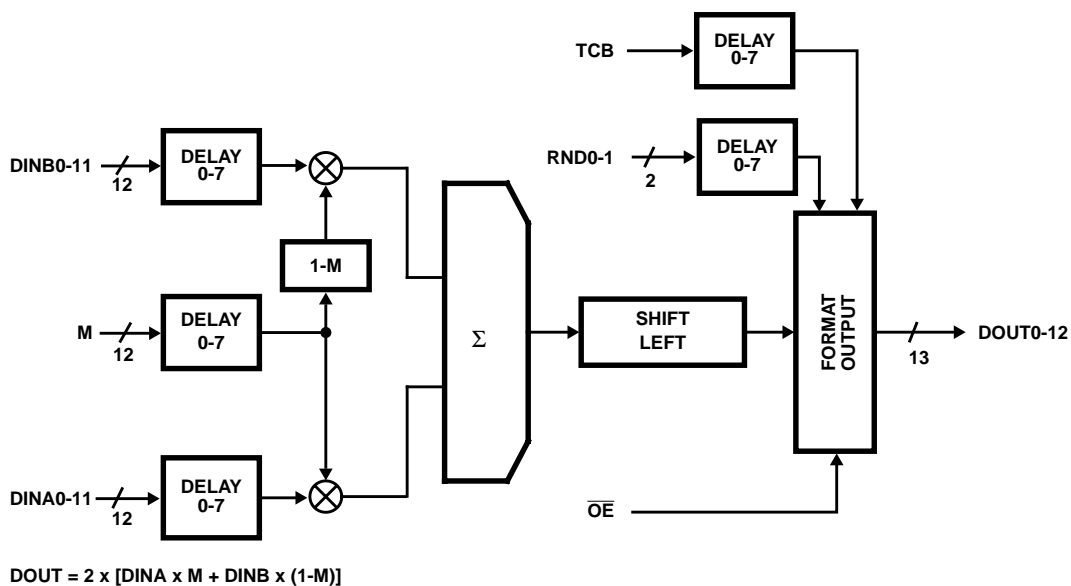 TCB
DELAY
0-7
DINB0-11
12
DELAY
0-7
RND0-1
2
DELAY
0-7
1-M
M
12
DELAY
0-7
Σ
SHIFT
LEFT
FORMAT
OUTPUT
13
DOUT0-12
DINA0-11
12
DELAY
0-7
O̅E̅
DOUT = 2 x [DINA x M + DINB x (1-M)]